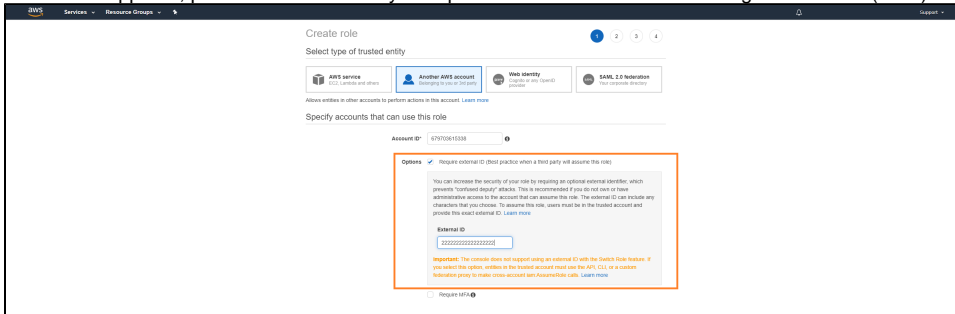 aws
Services
Resource Groups
Support
Create role
1 2 3 4
Select type of trusted entity
AWS service
EC2, Lambda and others
Another AWS account
Belonging to you or 3rd party
Web identity
Cognito or any OpenID
provider
SAML 2.0 federation
Your corporate directory
Allows entities in other accounts to perform actions in this account. Learn more
Specify accounts that can use this role
Account ID* 679703615338
Options Require external ID (Best practice when a third party will assume this role)
You can increase the security of your role by requiring an optional external identifier, which
prevents "confused deputy" attacks. This is recommended if you do not own or have
administrative access to the account that can assume this role. The external ID can include any
characters that you choose. To assume this role, users must be in the trusted account and
provide this exact external ID. Learn more
External ID
Important: The console does not support using an external ID with the Switch Role feature. If
you select this option, entities in the trusted account must use the API, CLI, or a custom
federation proxy to make cross-account iam:AssumeRole calls. Learn more
Require MFA